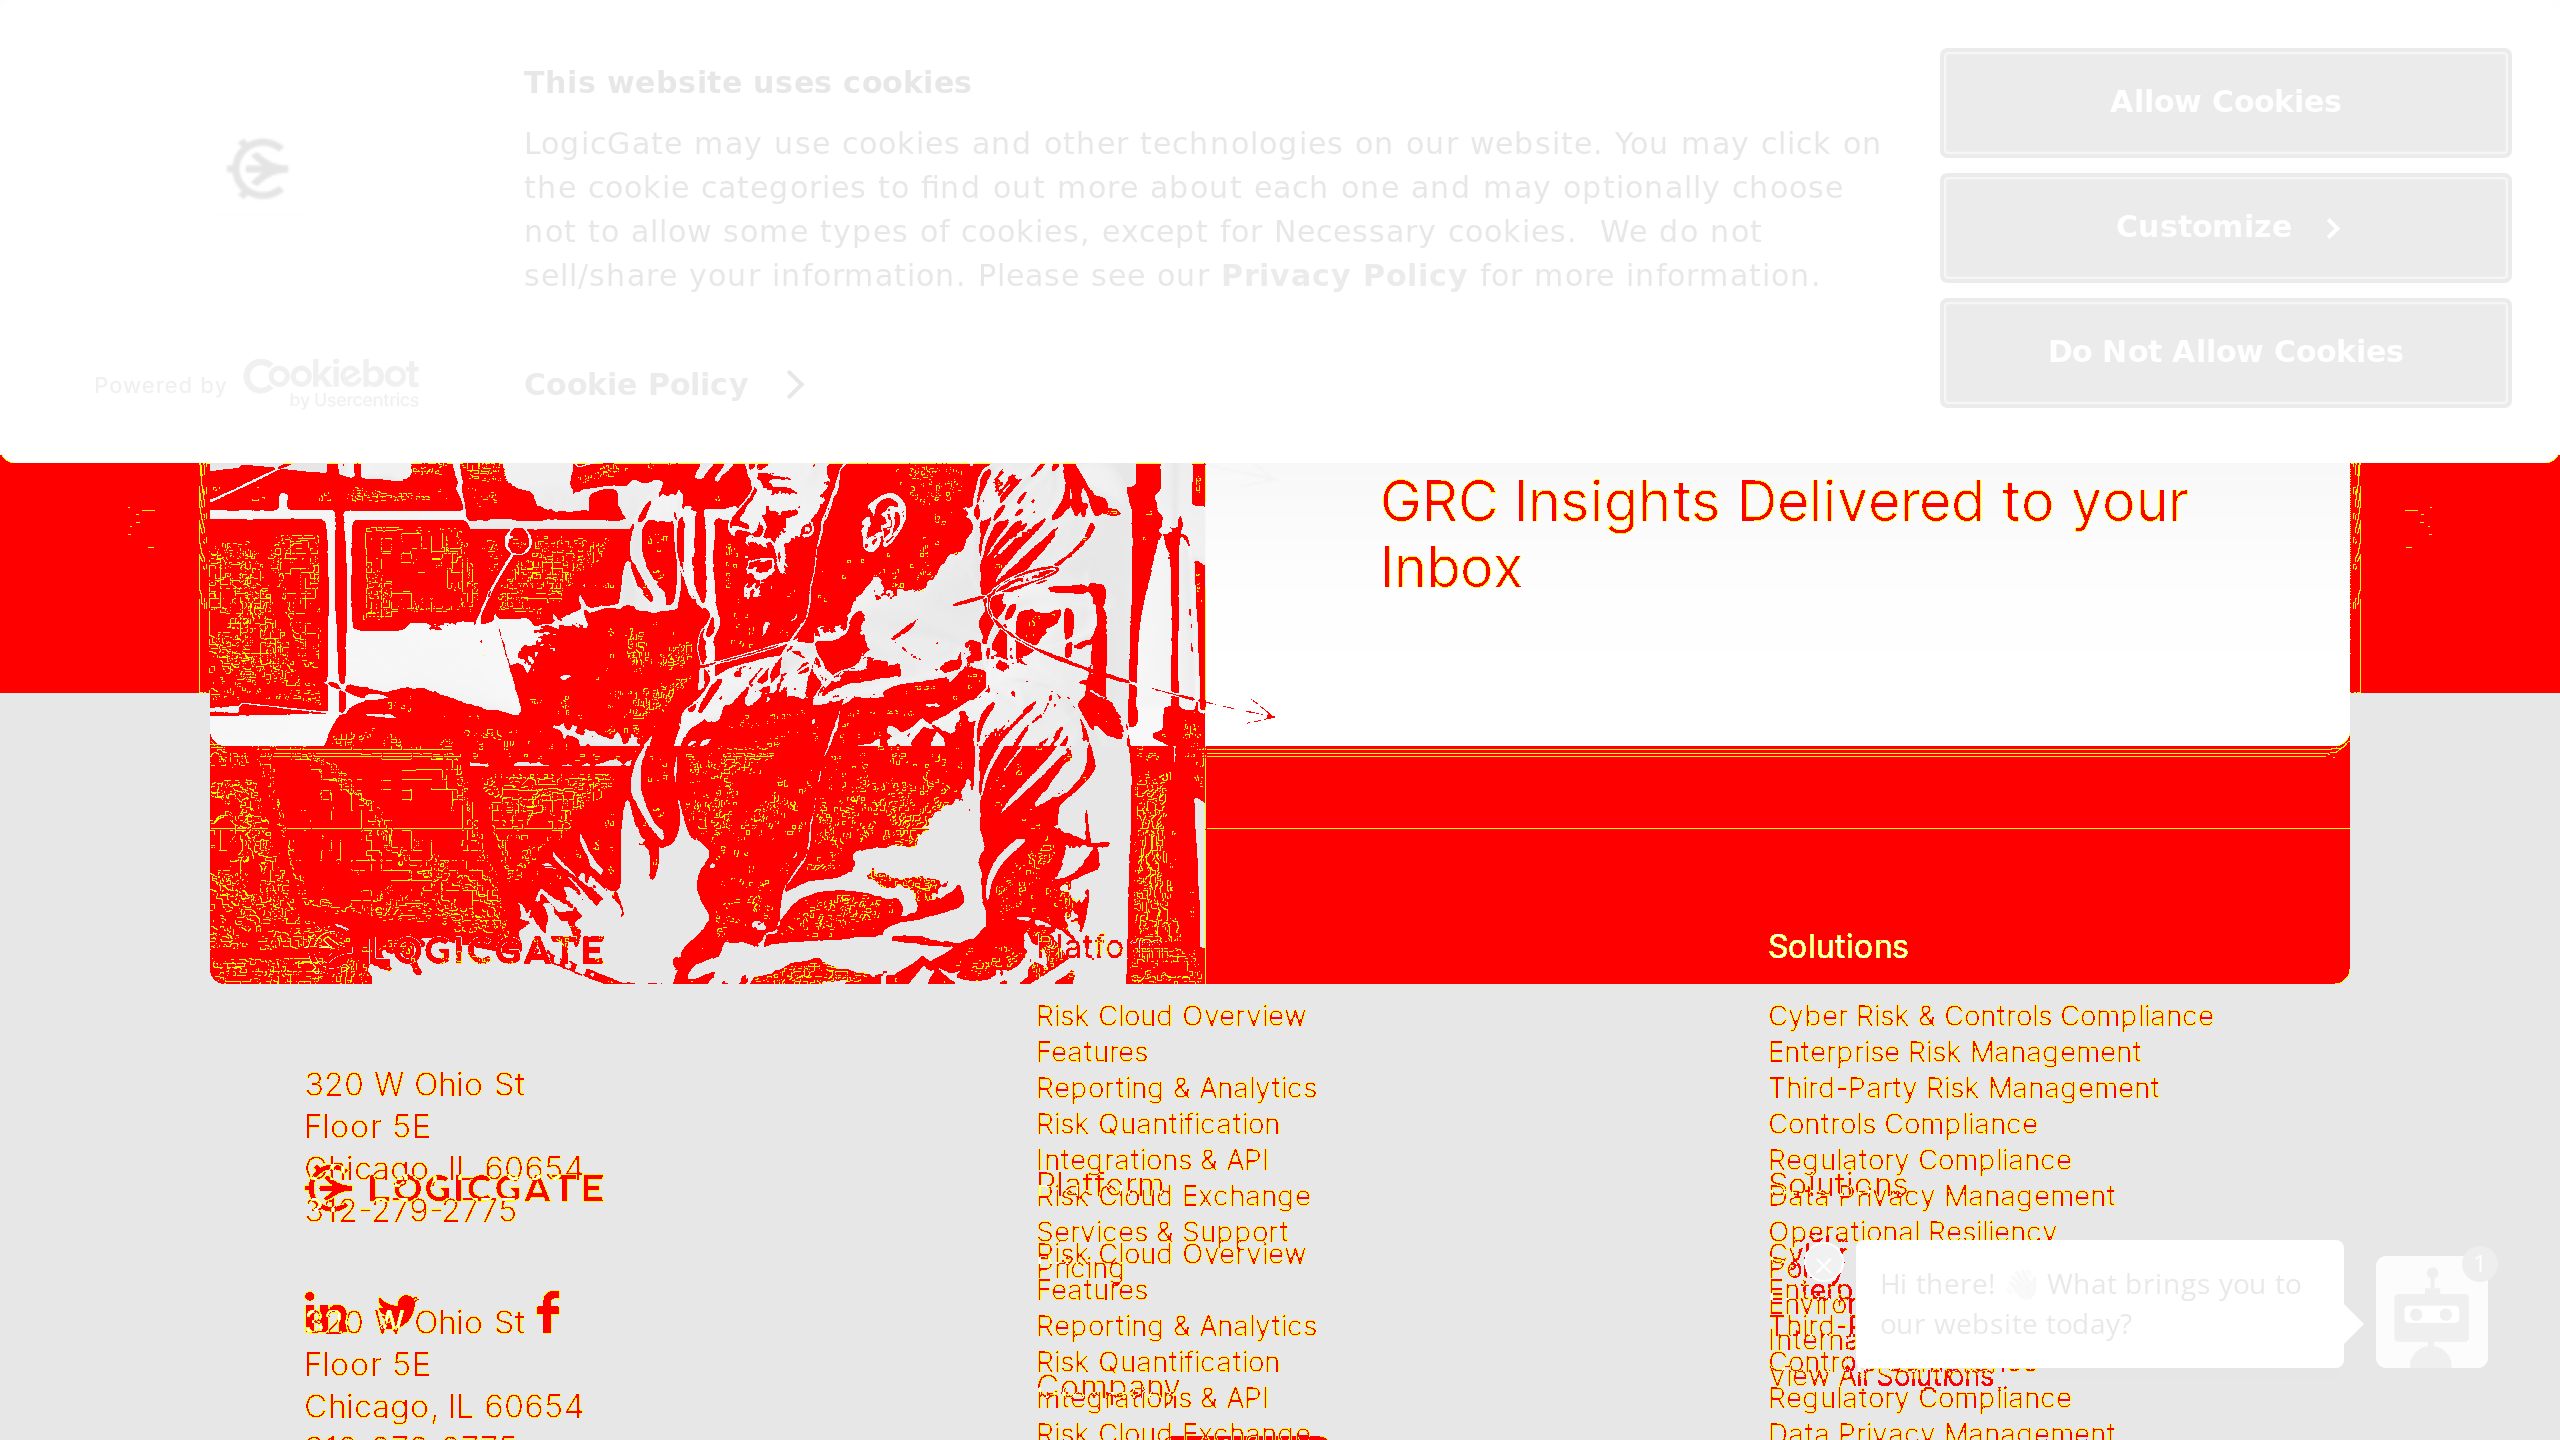 This website uses cookies
LogicGate may use cookies and other technologies on our website. You may click on
the cookie categories to find out more about each one and may optionally choose
not to allow some types of cookies, except for Necessary cookies.  We do not
sell/share your information. Please see our Privacy Policy for more information.
Cookie Policy
Powered by Cookiebot
by Usercentrics
Allow Cookies
Customize
Do Not Allow Cookies
GRC Insights Delivered to your
Inbox
LOGICGATE
320 W Ohio St
Floor 5E
Chicago, IL 60654
312-279-2775
LOGICGATE
in f
320 W Ohio St
Floor 5E
Chicago, IL 60654
Platfo
Risk Cloud Overview
Features
Reporting & Analytics
Risk Quantification
Integrations & API
Platform
Risk Cloud Exchange
Services & Support
Risk Cloud Overview
Pricing
Features
Reporting & Analytics
Risk Quantification
Company
Integrations & API
Risk Cloud Exchange
Solutions
Cyber Risk & Controls Compliance
Enterprise Risk Management
Third-Party Risk Management
Controls Compliance
Regulatory Compliance
Solutions
Data Privacy Management
Operational Resiliency
View All Solutions
Regulatory Compliance
Data Privacy Management
Hi there! 👋 What brings you to
our website today?
1